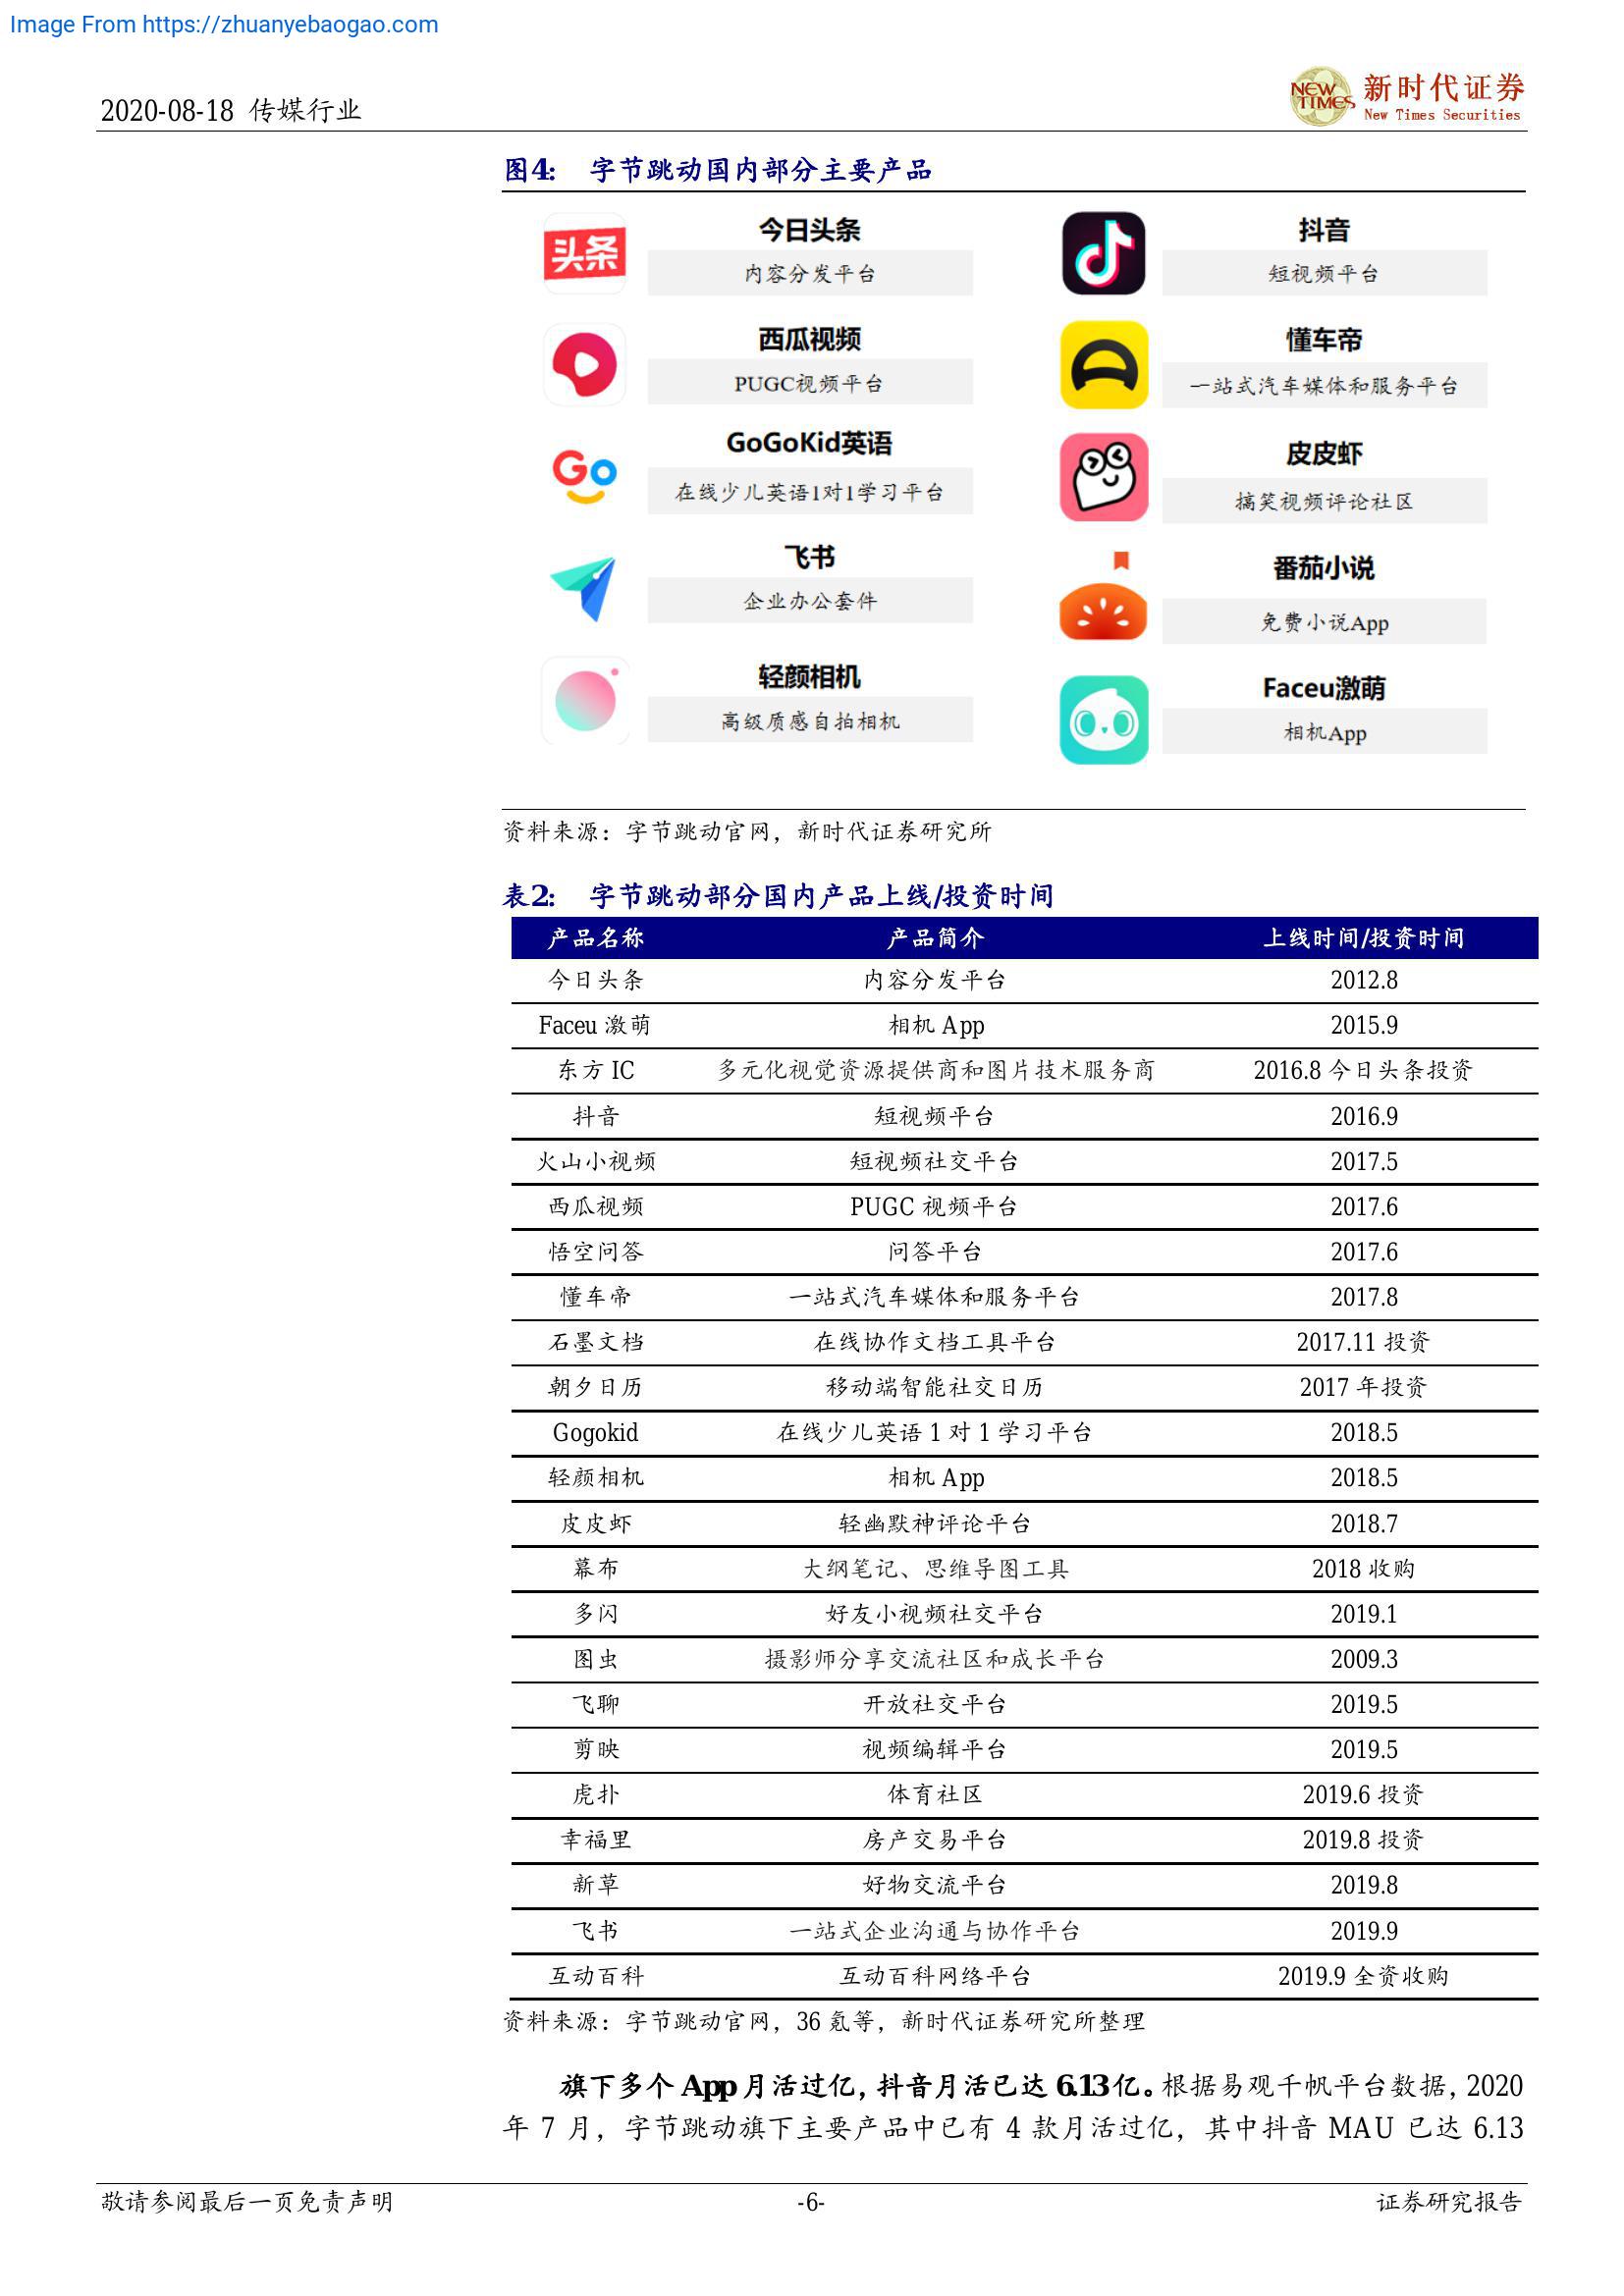 Image From https://zhuanyebaogao.com
2020-08-18 传媒行业
NEW TIMES 新时代证券
New Times Securities
图4: 字节跳动国内部分主要产品
头条 今日头条 抖音
内容分发平台 短视频平台
西瓜视频 懂车帝
PUGC视频平台 一站式汽车媒体和服务平台
Go GoGoKid英语 皮皮虾
在线少儿英语1对1学习平台 搞笑视频评论社区
飞书 番茄小说
企业办公套件 免费小说App
轻颜相机 Faceu激萌
高级质感自拍相机 相机App
资料来源：字节跳动官网，新时代证券研究所
表2: 字节跳动部分国内产品上线/投资时间
产品名称 产品简介 上线时间/投资时间
今日头条 内容分发平台 2012.8
Faceu 激萌 相机 App 2015.9
东方 IC 多元化视觉资源提供商和图片技术服务商 2016.8 今日头条投资
抖音 短视频平台 2016.9
火山小视频 短视频社交平台 2017.5
西瓜视频 PUGC 视频平台 2017.6
悟空问答 问答平台 2017.6
懂车帝 一站式汽车媒体和服务平台 2017.8
石墨文档 在线协作文档工具平台 2017.11 投资
朝夕日历 移动端智能社交日历 2017 年投资
Gogokid 在线少儿英语 1 对 1 学习平台 2018.5
轻颜相机 相机 App 2018.5
皮皮虾 轻幽默神评论平台 2018.7
幕布 大纲笔记、思维导图工具 2018 收购
多闪 好友小视频社交平台 2019.1
图虫 摄影师分享交流社区和成长平台 2009.3
飞聊 开放社交平台 2019.5
剪映 视频编辑平台 2019.5
虎扑 体育社区 2019.6 投资
幸福里 房产交易平台 2019.8 投资
新草 好物交流平台 2019.8
飞书 一站式企业沟通与协作平台 2019.9
互动百科 互动百科网络平台 2019.9 全资收购
资料来源：字节跳动官网，36 氪等，新时代证券研究所整理
旗下多个 App 月活过亿，抖音月活已达 6.13 亿。根据易观千帆平台数据，2020
年 7 月，字节跳动旗下主要产品中已有 4 款月活过亿，其中抖音 MAU 已达 6.13
敬请参阅最后一页免责声明 -6- 证券研究报告